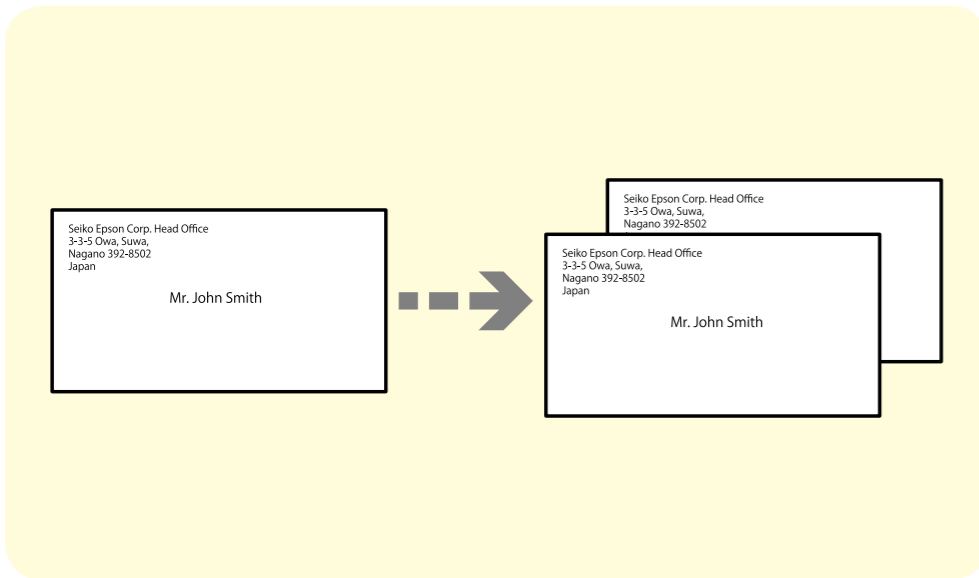 Seiko Epson Corp. Head Office
3-3-5 Owa, Suwa,
Nagano 392-8502
Japan
Mr. John Smith
Seiko Epson Corp. Head Office
3-3-5 Owa, Suwa,
Nagano 392-8502
Seiko Epson Corp. Head Office
3-3-5 Owa, Suwa,
Nagano 392-8502
Japan
Mr. John Smith